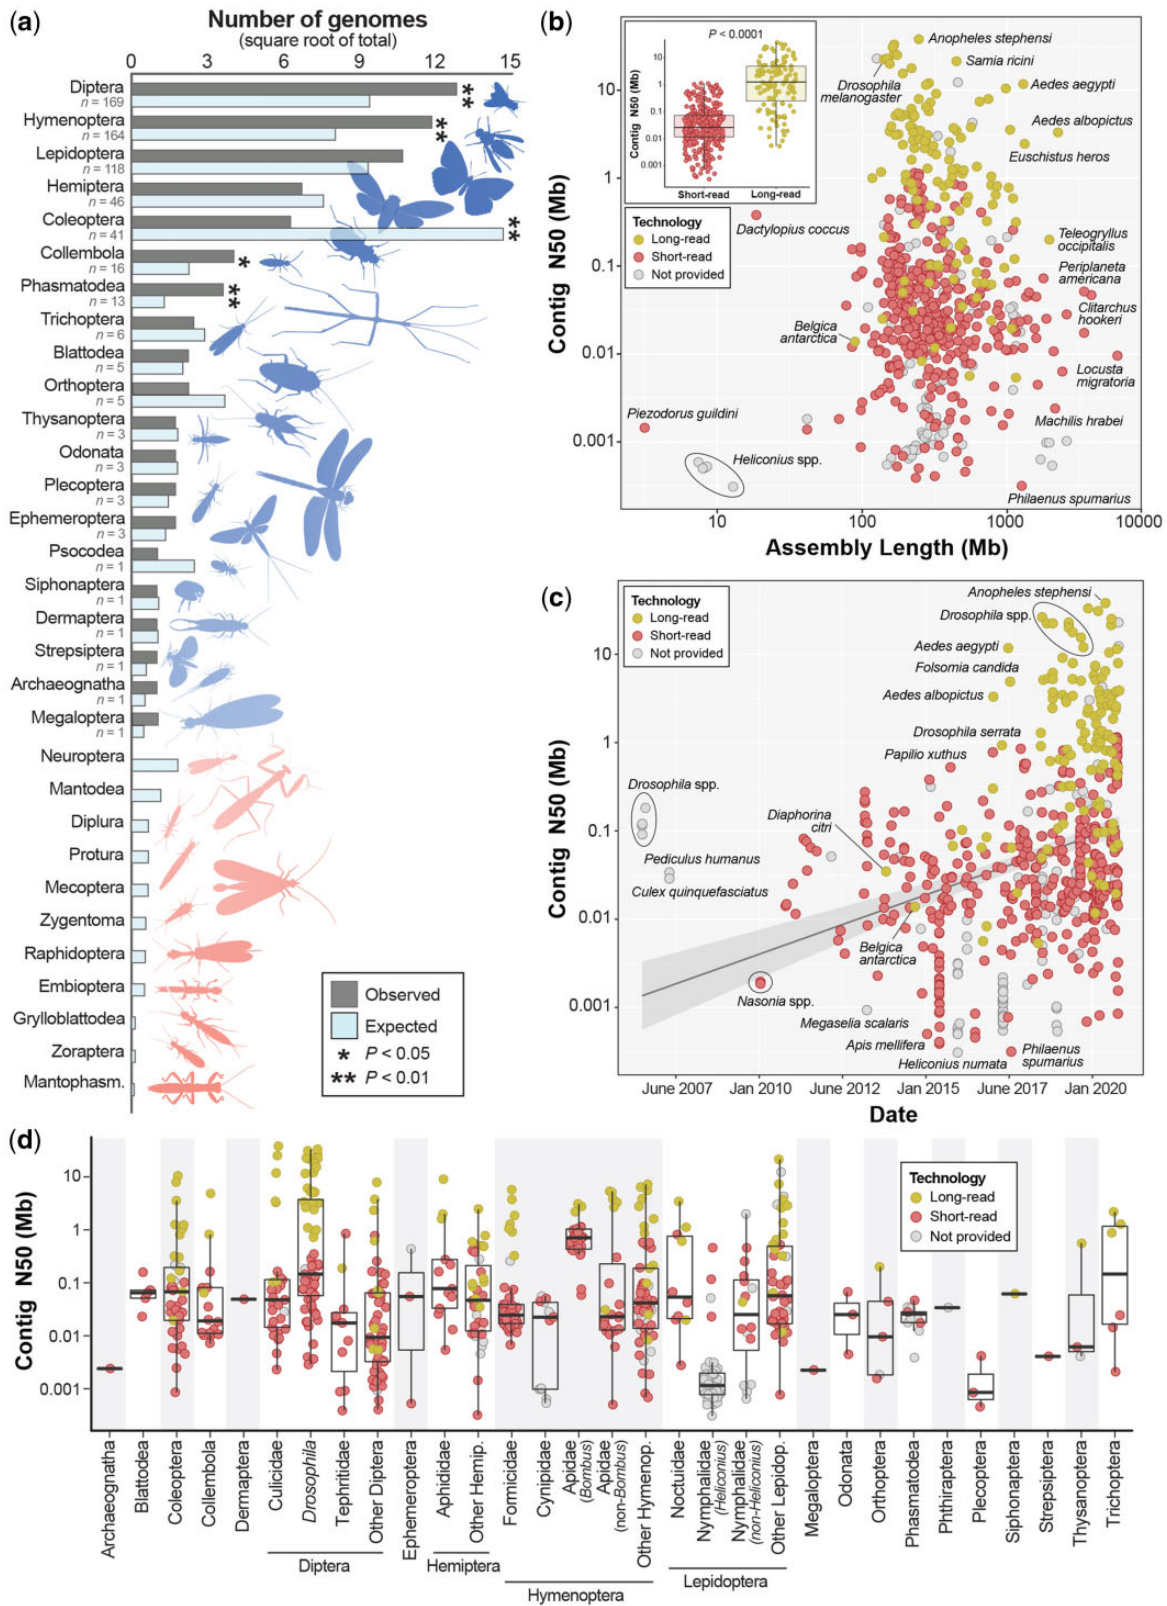 (a)
Number of genomes
(square root of total)
0 3 6 9 12 15
Diptera
n = 169
**
Hymenoptera
n = 164
**
Lepidoptera
n = 118
Hemiptera
n = 46
Coleoptera
n = 41
**
Collembola
n = 16
*
Phasmatodea
n = 13
**
Trichoptera
n = 6
Blattodea
n = 5
Orthoptera
n = 5
Thysanoptera
n = 3
Odonata
n = 3
Plecoptera
n = 3
Ephemeroptera
n = 3
Psocodea
n = 1
Siphonaptera
n = 1
Dermaptera
n = 1
Strepsiptera
n = 1
Archaeognatha
n = 1
Megaloptera
n = 1
Neuroptera
Mantodea
Diplura
Protura
Mecoptera
Zygentoma
Raphidoptera
Embioptera
Grylloblattodea
Zoraptera
Mantophasm.
Observed
Expected
* P < 0.05
** P < 0.01
(b)
Contig N50 (Mb)
10
1
0.1
0.01
0.001
P < 0.0001
Contig N50 (Mb)
10
1
0.1
0.01
0.001
Short-read Long-read
Technology
Long-read
Short-read
Not provided
Anopheles stephensi
Samia ricini
Drosophila
melanogaster
Aedes aegypti
Aedes albopictus
Euschistus heros
Dactylopius coccus
Teleogryllus
occipitalis
Periplaneta
americana
Clitarchus
hookeri
Belgica
antarctica
Locusta
migratoria
Piezodorus guildini
Machilis hrabei
Heliconius spp.
Philaenus spumarius
10 100 1000 10000
Assembly Length (Mb)
(c)
Contig N50 (Mb)
10
1
0.1
0.01
0.001
Technology
Long-read
Short-read
Not provided
Anopheles stephensi
Drosophila spp.
Aedes aegypti
Folsomia candida
Aedes albopictus
Drosophila serrata
Papilio xuthus
Drosophila spp.
Diaphorina
citri
Pediculus humanus
Culex quinquefasciatus
Belgica
antarctica
Nasonia spp.
Megaselia scalaris
Apis mellifera
Heliconius numata
Philaenus
spumarius
June 2007 Jan 2010 June 2012 Jan 2015 June 2017 Jan 2020
Date
(d)
Contig N50 (Mb)
10
1
0.1
0.01
0.001
Technology
Long-read
Short-read
Not provided
Archaeognatha
Blattodea
Coleoptera
Collembola
Dermaptera
Culicidae
Drosophila
Tephritidae
Other Diptera
Ephemeroptera
Aphididae
Other Hemip.
Formicidae
Cynipidae
Apidae
(Bombus)
Apidae
(non-Bombus)
Other Hymenop.
Noctuidae
Nymphalidae
(Heliconius)
Nymphalidae
(non-Heliconius)
Other Lepidop.
Megaloptera
Odonata
Orthoptera
Phasmatodea
Phthiraptera
Plecoptera
Siphonaptera
Strepsiptera
Thysanoptera
Trichoptera
Diptera
Hemiptera
Hymenoptera
Lepidoptera